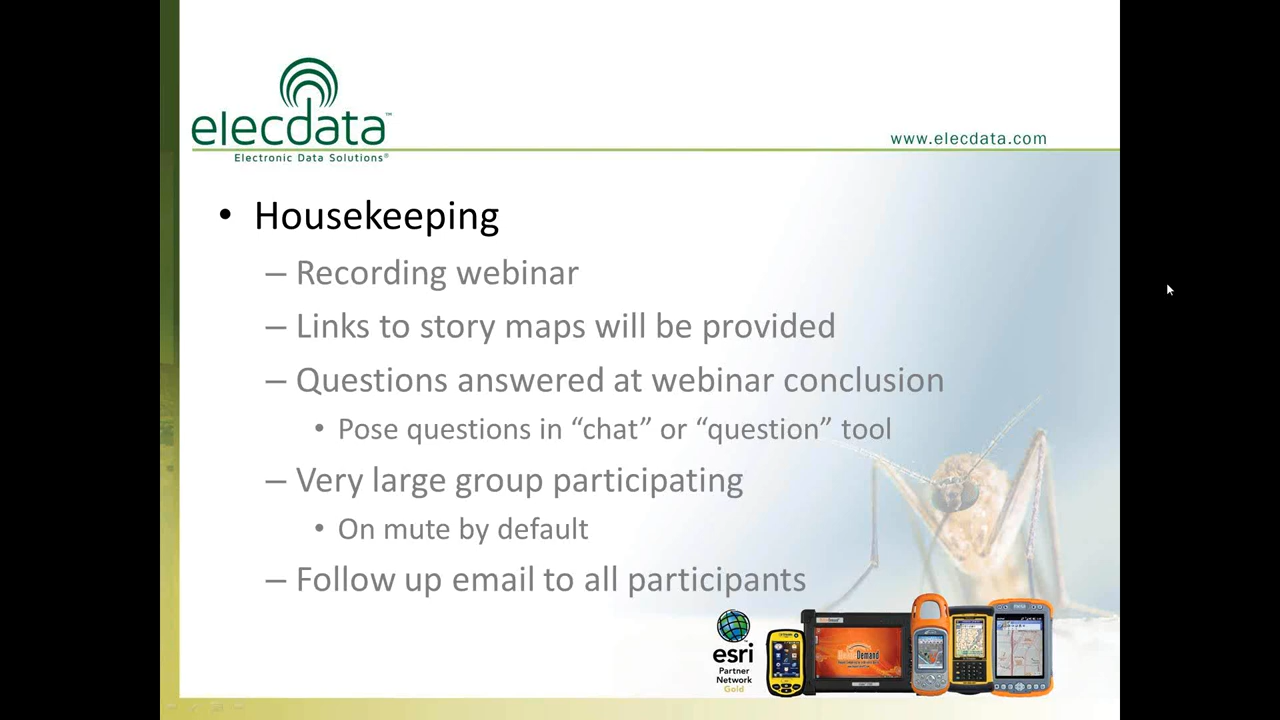 elecdata™
Electronic Data Solutions®
www.elecdata.com
• Housekeeping
– Recording webinar
– Links to story maps will be provided
– Questions answered at webinar conclusion
• Pose questions in “chat” or “question” tool
– Very large group participating
• On mute by default
– Follow up email to all participants
esri
Partner
Network
Gold